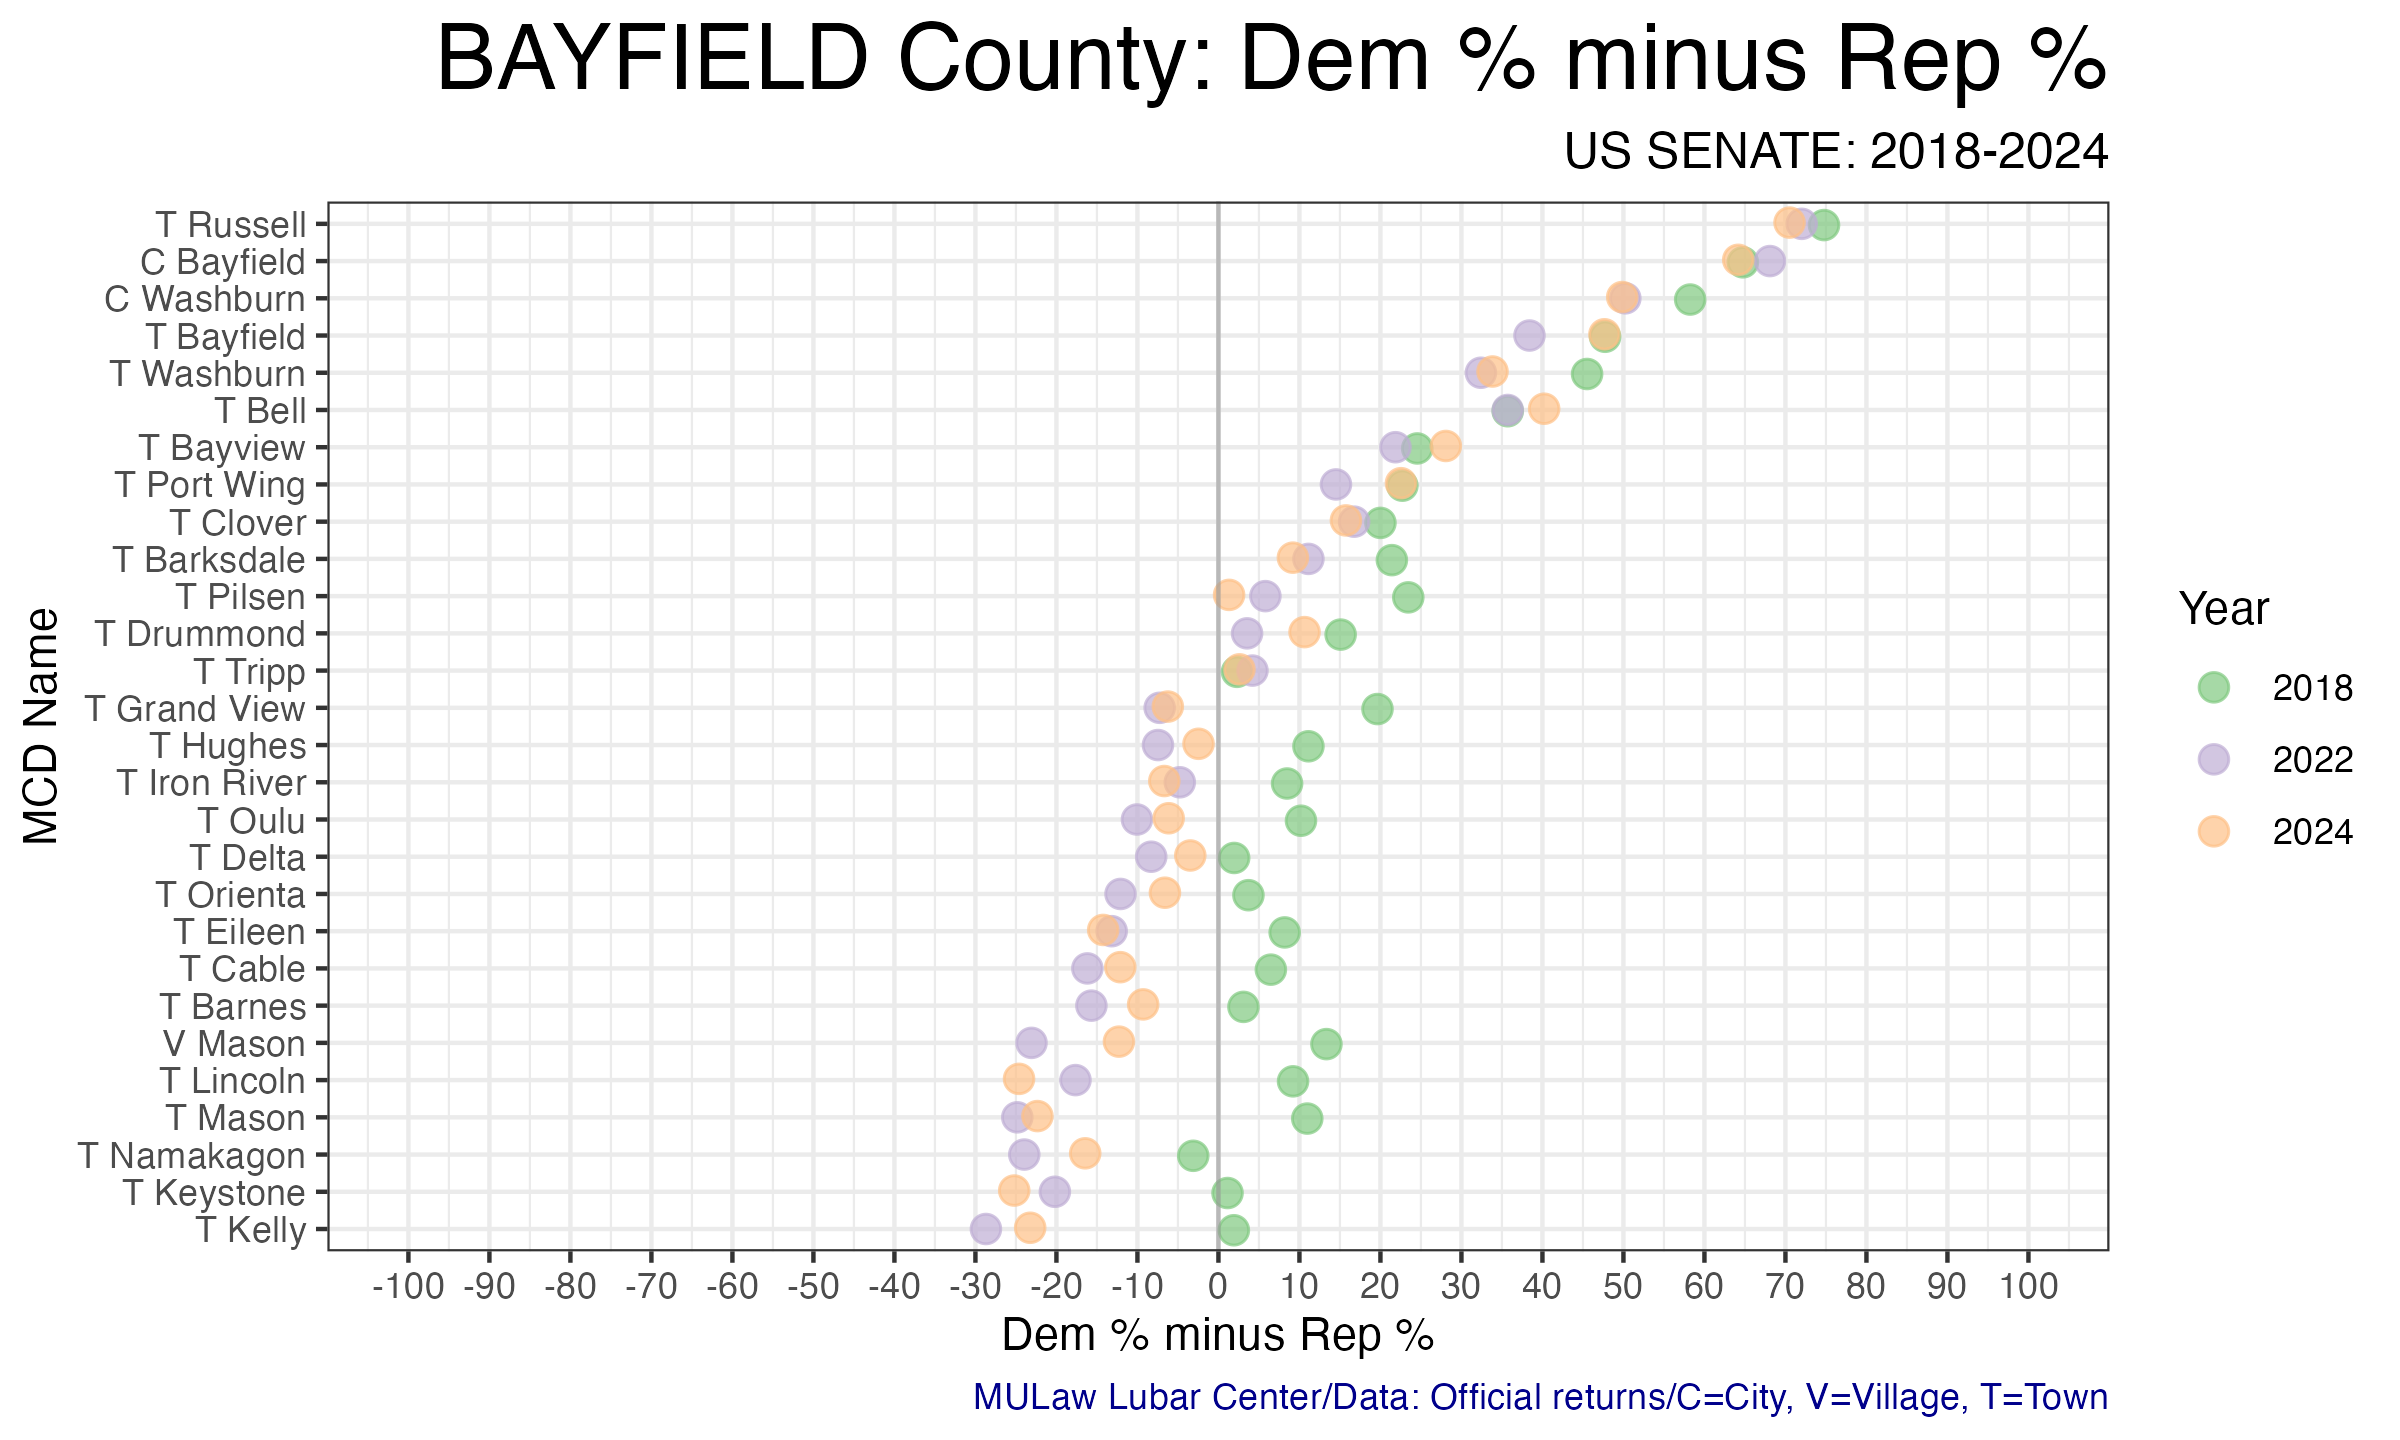 BAYFIELD County: Dem % minus Rep %
US SENATE: 2018-2024
MCD Name
T Russell
C Bayfield
C Washburn
T Bayfield
T Washburn
T Bell
T Bayview
T Port Wing
T Clover
T Barksdale
T Pilsen
T Drummond
T Tripp
T Grand View
T Hughes
T Iron River
T Oulu
T Delta
T Orienta
T Eileen
T Cable
T Barnes
V Mason
T Lincoln
T Mason
T Namakagon
T Keystone
T Kelly
-100 -90 -80 -70 -60 -50 -40 -30 -20 -10 0 10 20 30 40 50 60 70 80 90 100
Dem % minus Rep %
Year
2018
2022
2024
MULaw Lubar Center/Data: Official returns/C=City, V=Village, T=Town